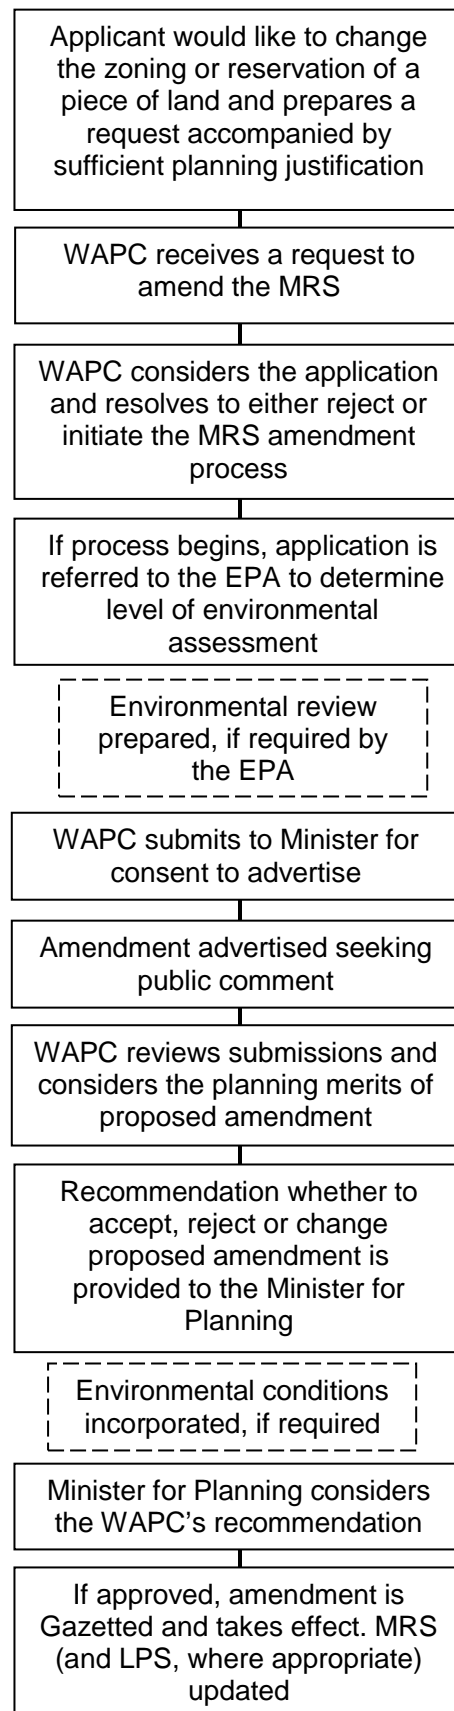 Applicant would like to change
the zoning or reservation of a
piece of land and prepares a
request accompanied by
sufficient planning justification
WAPC receives a request to
amend the MRS
WAPC considers the application
and resolves to either reject or
initiate the MRS amendment
process
If process begins, application is
referred to the EPA to determine
level of environmental
assessment
Environmental review
prepared, if required by
the EPA
WAPC submits to Minister for
consent to advertise
Amendment advertised seeking
public comment
WAPC reviews submissions and
considers the planning merits of
proposed amendment
Recommendation whether to
accept, reject or change
proposed amendment is
provided to the Minister for
Planning
Environmental conditions
incorporated, if required
Minister for Planning considers
the WAPC’s recommendation
If approved, amendment is
Gazetted and takes effect. MRS
(and LPS, where appropriate)
updated